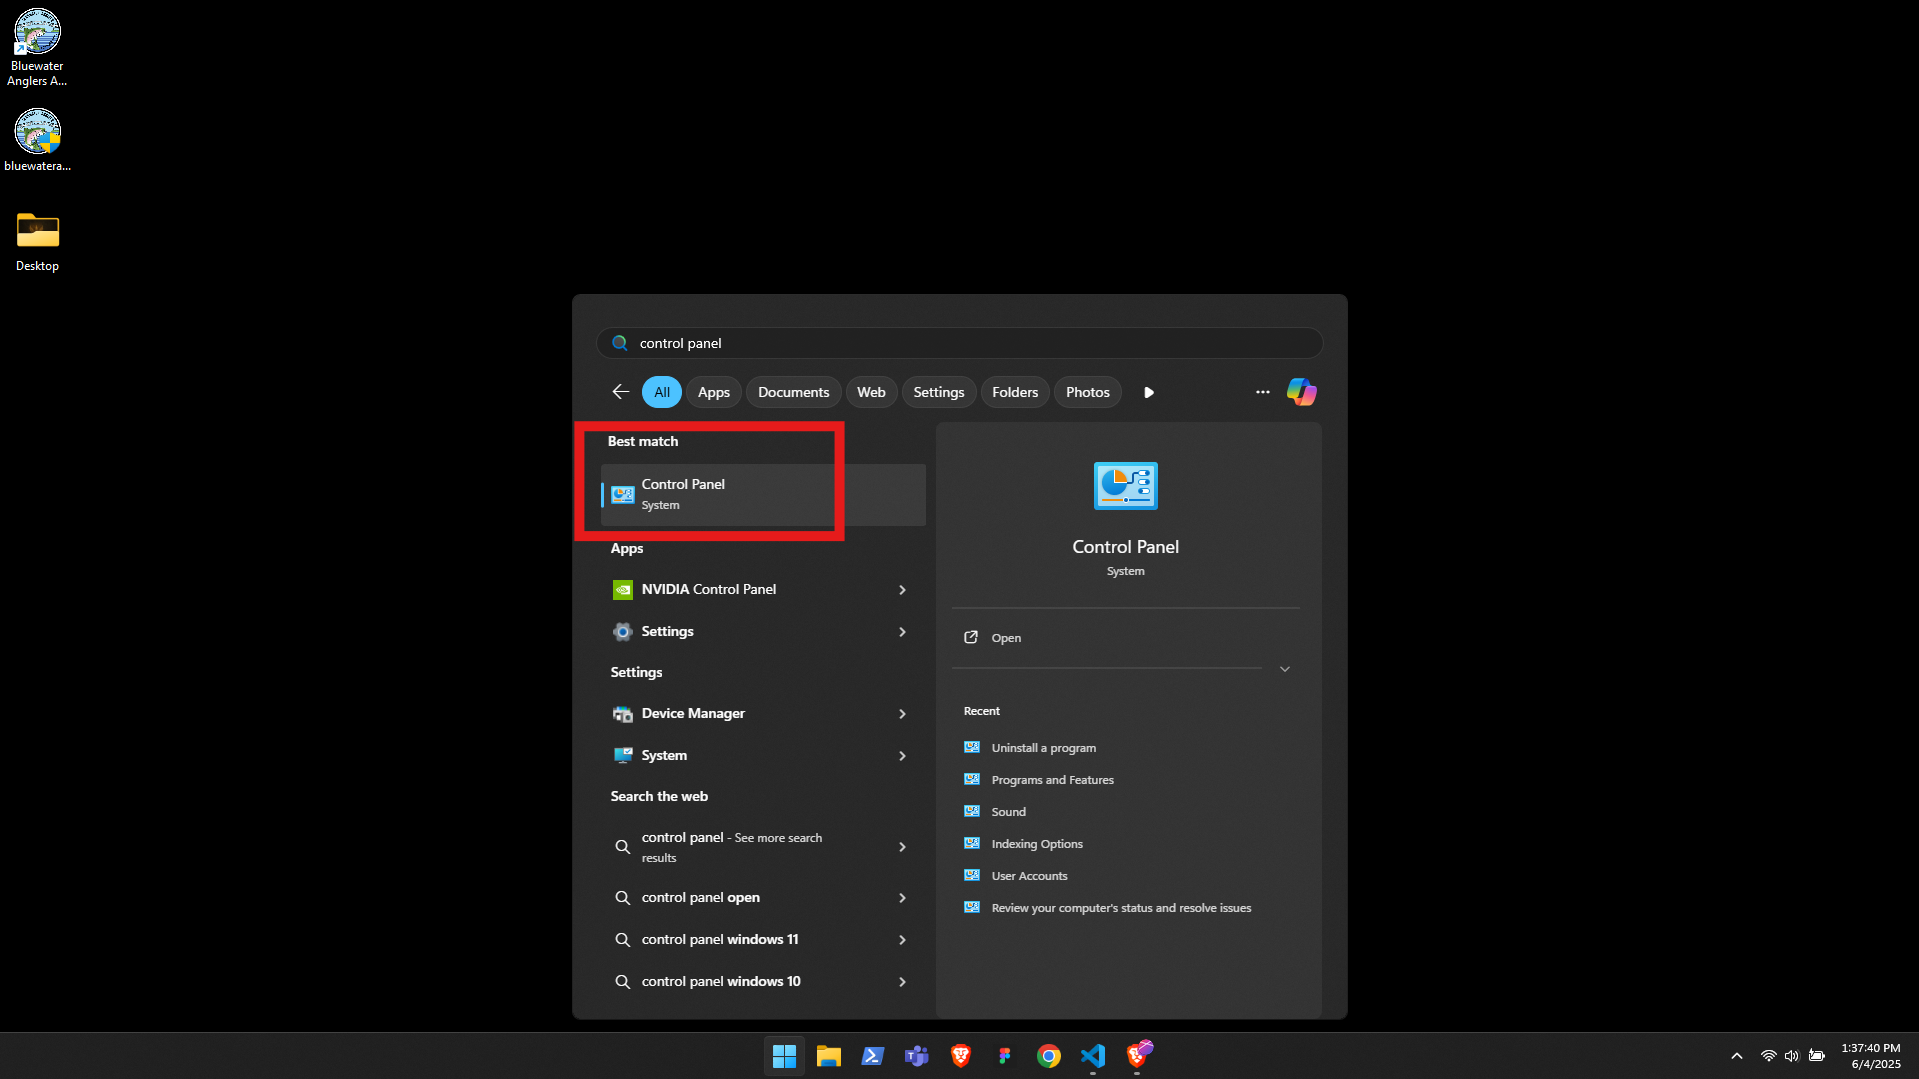 Bluewater
Anglers A...
bluewatera...
Desktop
control panel
All
Apps
Documents
Web
Settings
Folders
Photos
Best match
Control Panel
System
Apps
NVIDIA Control Panel
Settings
Settings
Device Manager
System
Search the web
control panel - See more search
results
control panel open
control panel windows 11
control panel windows 10
Control Panel
System
Open
Recent
Uninstall a program
Programs and Features
Sound
Indexing Options
User Accounts
Review your computer's status and resolve issues
1:37:40 PM
6/4/2025